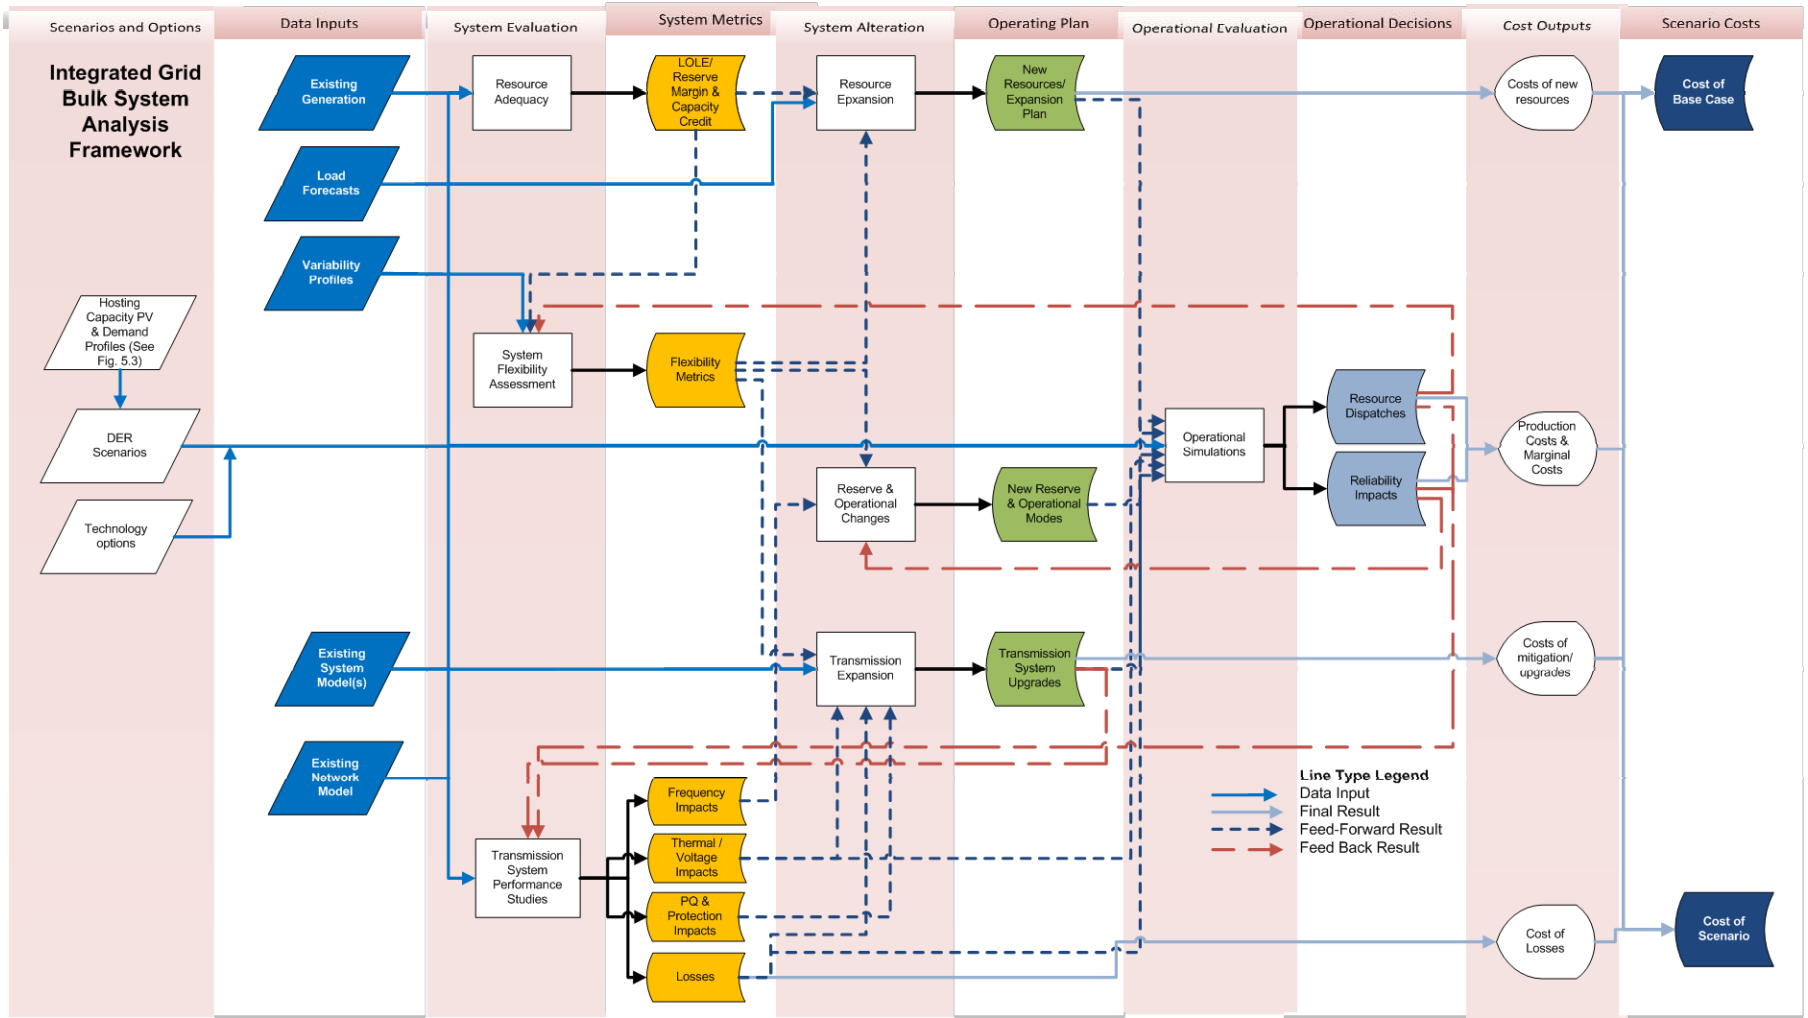 Scenarios and Options
Data Inputs
System Evaluation
System Metrics
System Alteration
Operating Plan
Operational Evaluation
Operational Decisions
Cost Outputs
Scenario Costs
Integrated Grid
Bulk System
Analysis
Framework
Existing
Generation
Resource
Adequacy
LOLE/
Reserve
Margin &
Capacity
Credit
Resource
Epxansion
New
Resources/
Expansion
Plan
Costs of new
resources
Cost of
Base Case
Load
Forecasts
Variability
Profiles
Hosting
Capacity PV
& Demand
Profiles (See
Fig. 5.3)
System
Flexibility
Assessment
Flexibility
Metrics
Resource
Dispatches
DER
Scenarios
Operational
Simulations
Production
Costs &
Marginal
Costs
Technology
options
Reserve &
Operational
Changes
New Reserve
& Operational
Modes
Reliability
Impacts
Existing
System
Model(s)
Transmission
Expansion
Transmission
System
Upgrades
Costs of
mitigation/
upgrades
Existing
Network
Model
Frequency
Impacts
Line Type Legend
Data Input
Final Result
Feed-Forward Result
Feed Back Result
Transmission
System
Performance
Studies
Thermal /
Voltage
Impacts
PQ &
Protection
Impacts
Losses
Cost of
Losses
Cost of
Scenario